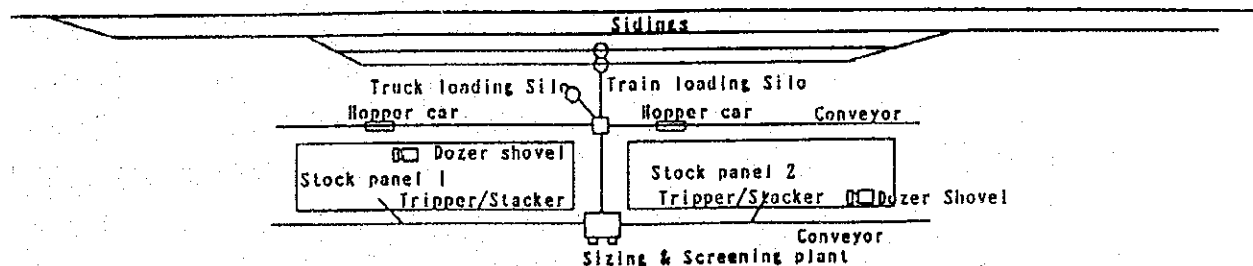 Sidings
Truck loading Silo
Train loading Silo
Hopper car
Hopper car
Conveyor
Dozer shovel
Stock panel 1
Stock panel 2
Tripper/Stacker
Tripper/Stacker
Dozer Shovel
Conveyor
Sizing & Screening plant